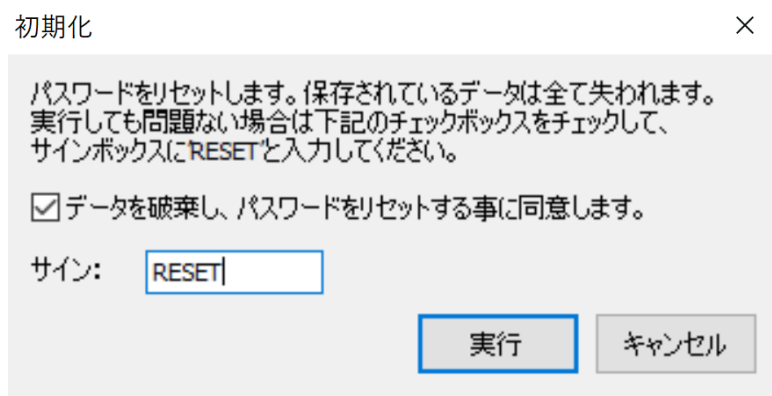 初期化
パスワードをリセットします。保存されているデータは全て失われます。
実行しても問題ない場合は下記のチェックボックスをチェックして、
サインボックスに'RESET'と入力してください。
データを破棄し、パスワードをリセットする事に同意します。
サイン: RESET
実行 キャンセル